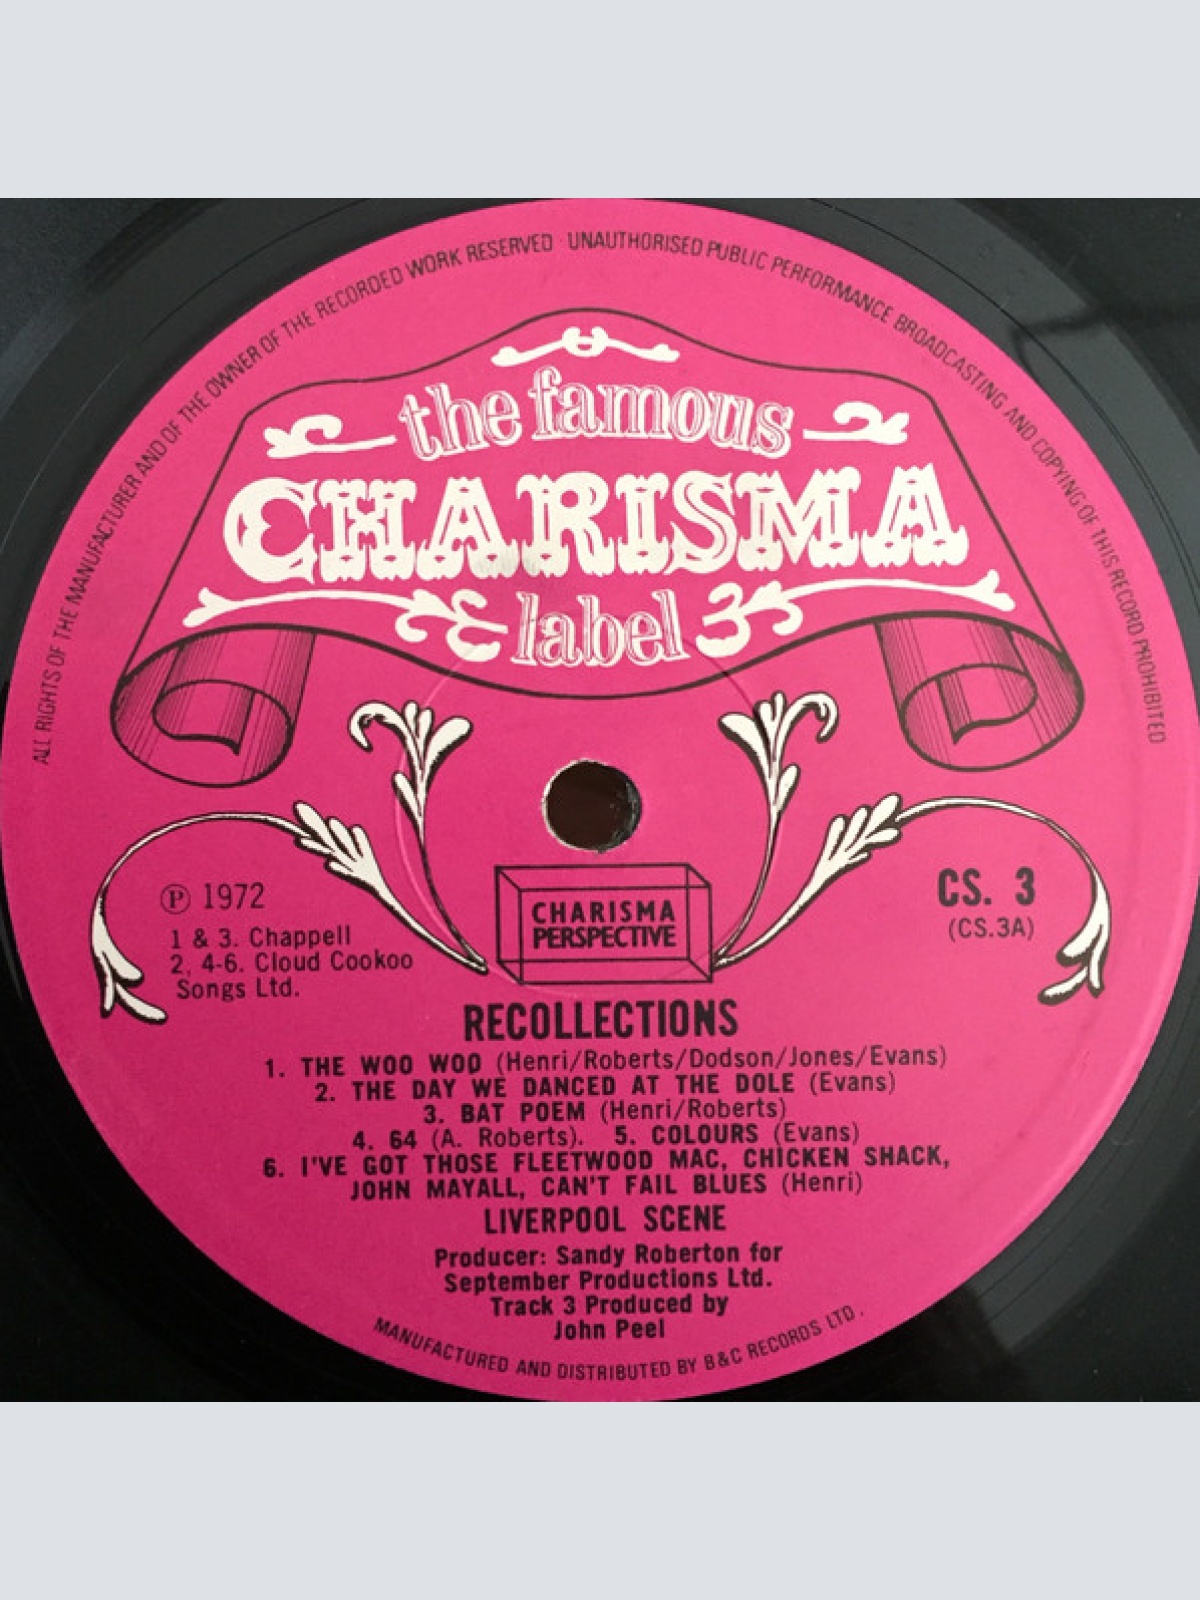 ALL RIGHTS OF THE MANUFACTURER AND OF THE OWNER OF THE RECORDED WORK RESERVED · UNAUTHORISED PUBLIC PERFORMANCE BROADCASTING AND COPYING OF THIS RECORD PROHIBITED
the famous
CHARISMA
label
Ⓟ 1972
1 & 3. Chappell
2, 4-6. Cloud Cookoo
Songs Ltd.
CHARISMA
PERSPECTIVE
CS. 3
(CS.3A)
RECOLLECTIONS
1. THE WOO WOO (Henri/Roberts/Dodson/Jones/Evans)
2. THE DAY WE DANCED AT THE DOLE (Evans)
3. BAT POEM (Henri/Roberts)
4. 64 (A. Roberts). 5. COLOURS (Evans)
6. I'VE GOT THOSE FLEETWOOD MAC, CHICKEN SHACK,
JOHN MAYALL, CAN'T FAIL BLUES (Henri)
LIVERPOOL SCENE
Producer: Sandy Roberton for
September Productions Ltd.
Track 3 Produced by
John Peel
MANUFACTURED AND DISTRIBUTED BY B&C RECORDS LTD.